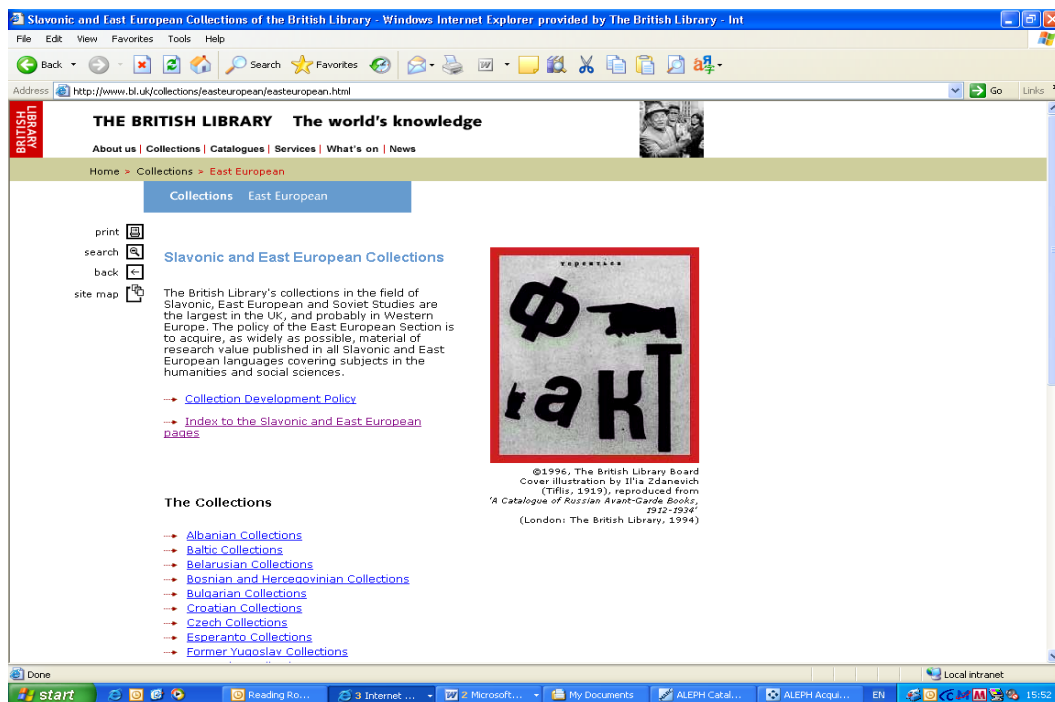 Slavonic and East European Collections of the British Library - Windows Internet Explorer provided by The British Library - Int
File Edit View Favorites Tools Help
Back Search Favorites
Address http://www.bl.uk/collections/easteuropean/easteuropean.html Go Links
BRITISH LIBRARY
THE BRITISH LIBRARY The world's knowledge
About us | Collections | Catalogues | Services | What's on | News
Home > Collections > East European
Collections East European
print
search
back
site map
Slavonic and East European Collections
The British Library's collections in the field of
Slavonic, East European and Soviet Studies are
the largest in the UK, and probably in Western
Europe. The policy of the East European Section is
to acquire, as widely as possible, material of
research value published in all Slavonic and East
European languages covering subjects in the
humanities and social sciences.
Collection Development Policy
Index to the Slavonic and East European
pages
терентiев
Ф
акТ
©1996, The British Library Board
Cover illustration by Il'ia Zdanevich
(Tiflis, 1919), reproduced from
'A Catalogue of Russian Avant-Garde Books,
1912-1934'
(London: The British Library, 1994)
The Collections
Albanian Collections
Baltic Collections
Belarusian Collections
Bosnian and Hercegovinian Collections
Bulgarian Collections
Croatian Collections
Czech Collections
Esperanto Collections
Former Yugoslav Collections
Done Local intranet
start Reading Ro... 3 Internet ... 2 Microsoft... My Documents ALEPH Catal... ALEPH Acqui... EN 15:52